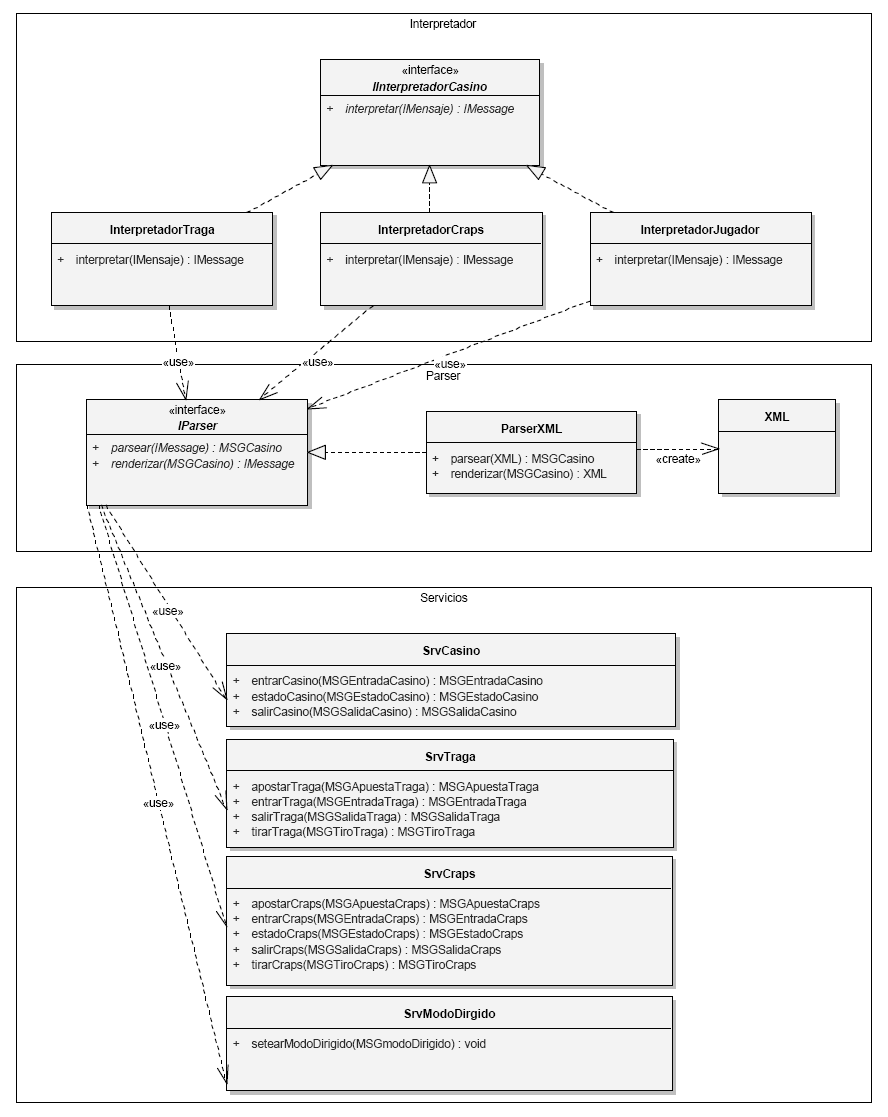 Interpretador
«interface»
IInterpretadorCasino
+ interpretar(IMensaje) : IMessage
InterpretadorTraga
+ interpretar(IMensaje) : IMessage
InterpretadorCraps
+ interpretar(IMensaje) : IMessage
InterpretadorJugador
+ interpretar(IMensaje) : IMessage
«use»
«use»
«use»
Parser
«interface»
IParser
+ parsear(IMessage) : MSGCasino
+ renderizar(MSGCasino) : IMessage
ParserXML
+ parsear(XML) : MSGCasino
+ renderizar(MSGCasino) : XML
«create»
XML
Servicios
«use»
«use»
«use»
«use»
SrvCasino
+ entrarCasino(MSGEntradaCasino) : MSGEntradaCasino
+ estadoCasino(MSGEstadoCasino) : MSGEstadoCasino
+ salirCasino(MSGSalidaCasino) : MSGSalidaCasino
SrvTraga
+ apostarTraga(MSGApuestaTraga) : MSGApuestaTraga
+ entrarTraga(MSGEntradaTraga) : MSGEntradaTraga
+ salirTraga(MSGSalidaTraga) : MSGSalidaTraga
+ tirarTraga(MSGTiroTraga) : MSGTiroTraga
SrvCraps
+ apostarCraps(MSGApuestaCraps) : MSGApuestaCraps
+ entrarCraps(MSGEntradaCraps) : MSGEntradaCraps
+ estadoCraps(MSGEstadoCraps) : MSGEstadoCraps
+ salirCraps(MSGSalidaCraps) : MSGSalidaCraps
+ tirarCraps(MSGTiroCraps) : MSGTiroCraps
SrvModoDirgido
+ setearModoDirigido(MSGmodoDirigido) : void